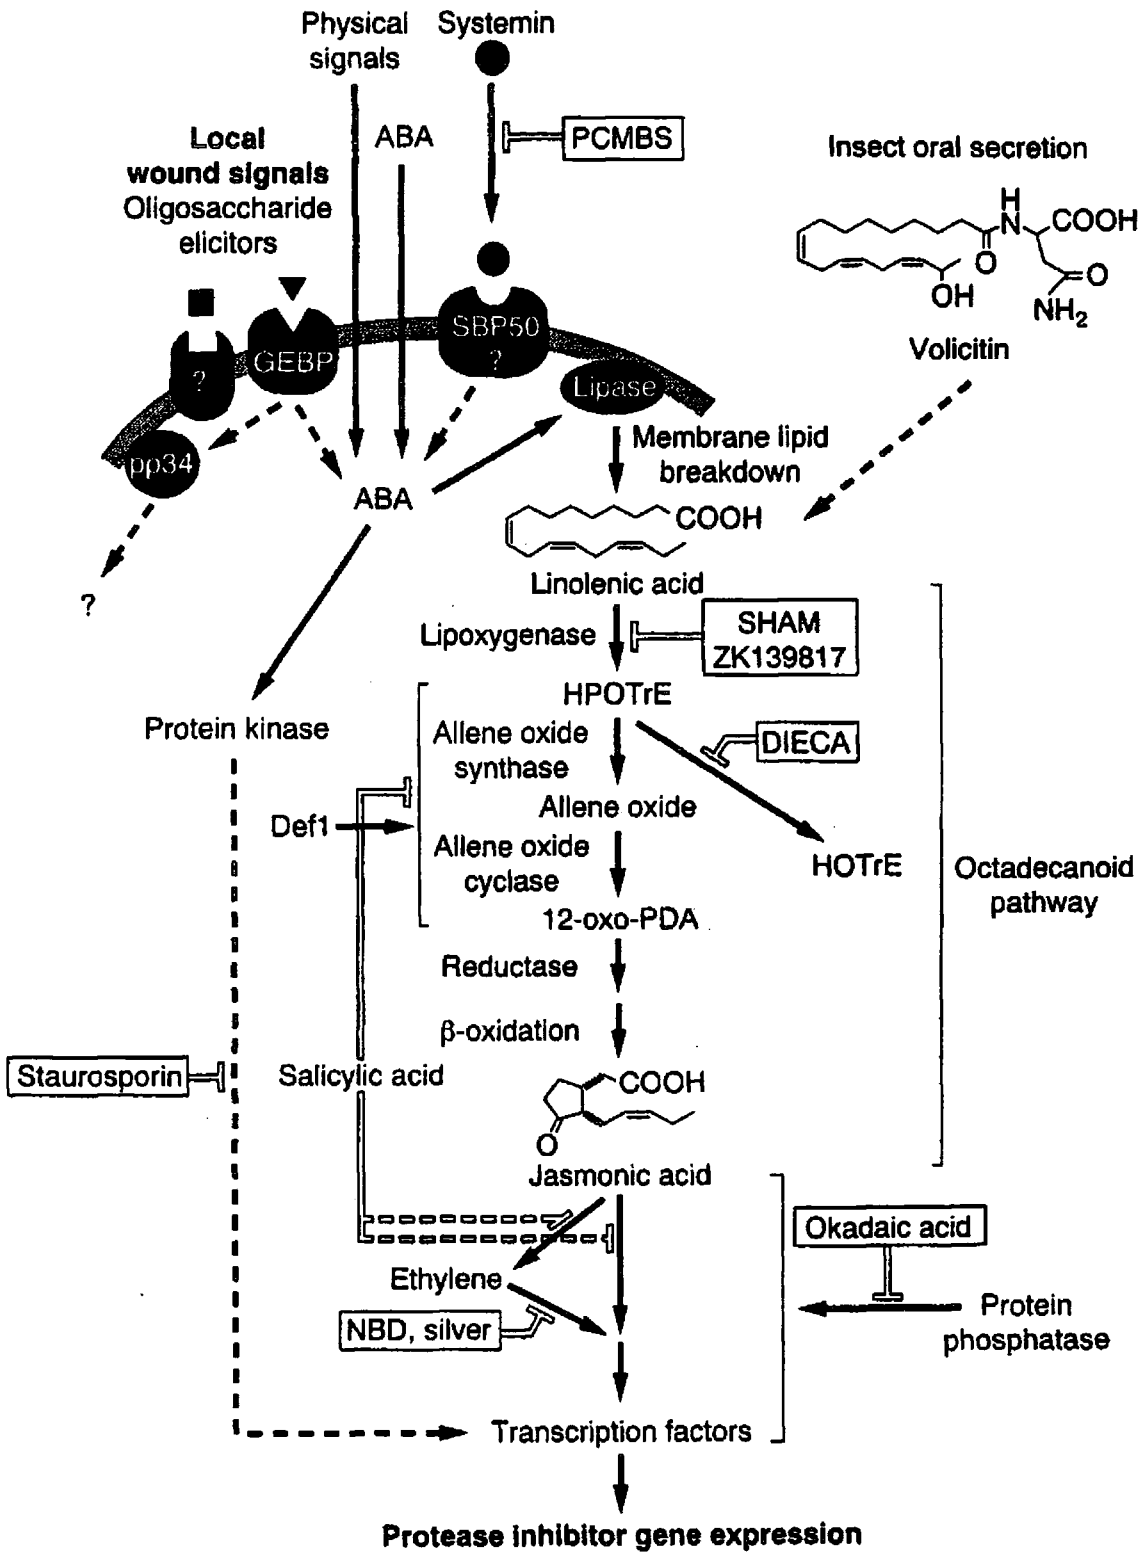 Physical
signals
Systemin
ABA
PCMBS
Local
wound signals
Oligosaccharide
elicitors
Insect oral secretion
H
N
COOH
O
OH
O
NH2
Volicitin
?
GEBP
SBP50
?
Lipase
pp34
?
ABA
Membrane lipid
breakdown
COOH
Linolenic acid
Lipoxygenase
SHAM
ZK139817
HPOTrE
Protein kinase
Allene oxide
synthase
DIECA
Allene oxide
Def1
Allene oxide
cyclase
HOTrE
Octadecanoid
pathway
12-oxo-PDA
Reductase
β-oxidation
Staurosporin
Salicylic acid
COOH
O
Jasmonic acid
Okadaic acid
Ethylene
NBD, silver
Protein
phosphatase
Transcription factors
Protease inhibitor gene expression